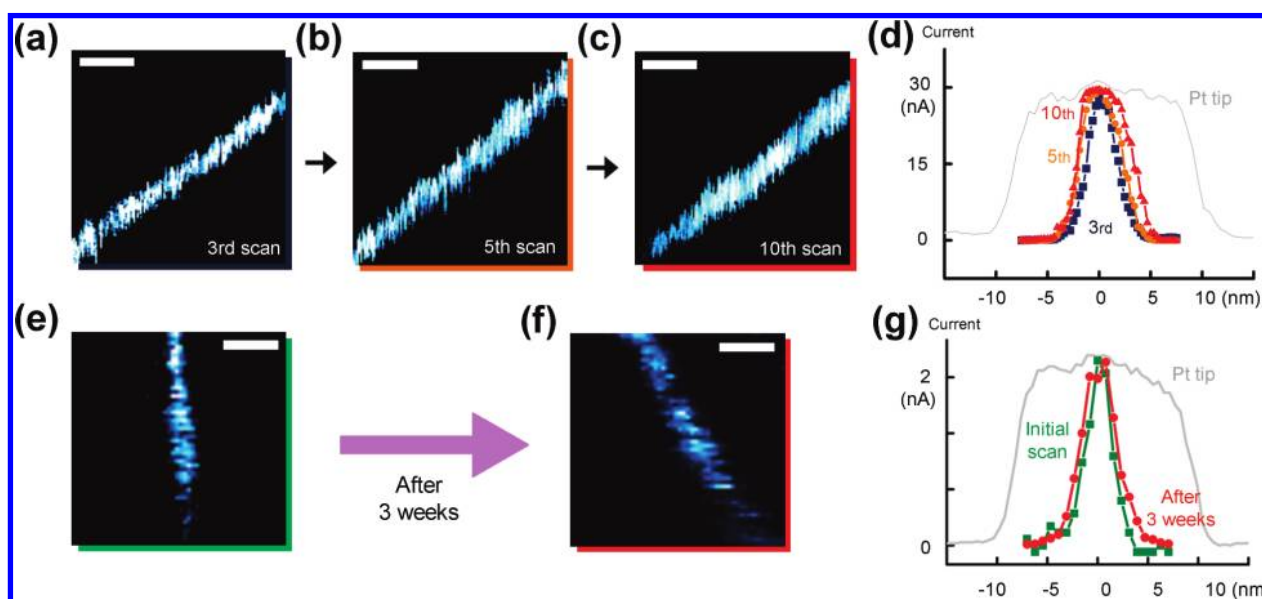 (a)
3rd scan
(b)
5th scan
(c)
10th scan
(d)
Current
30
(nA)
15
0
Pt tip
10th
5th
3rd
-10 -5 0 5 10 (nm)
(e)
After
3 weeks
(f)
(g)
Current
2
(nA)
0
Pt tip
Initial
scan
After
3 weeks
-10 -5 0 5 10 (nm)